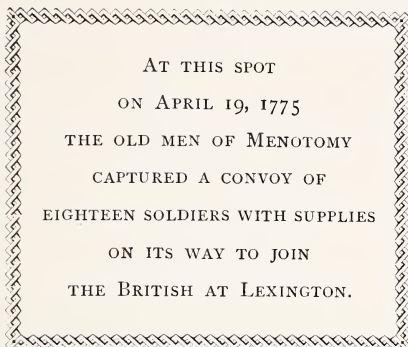 At this spot
on April 19, 1775
the old men of Menotomy
captured a convoy of
eighteen soldiers with supplies
on its way to join
the British at Lexington.